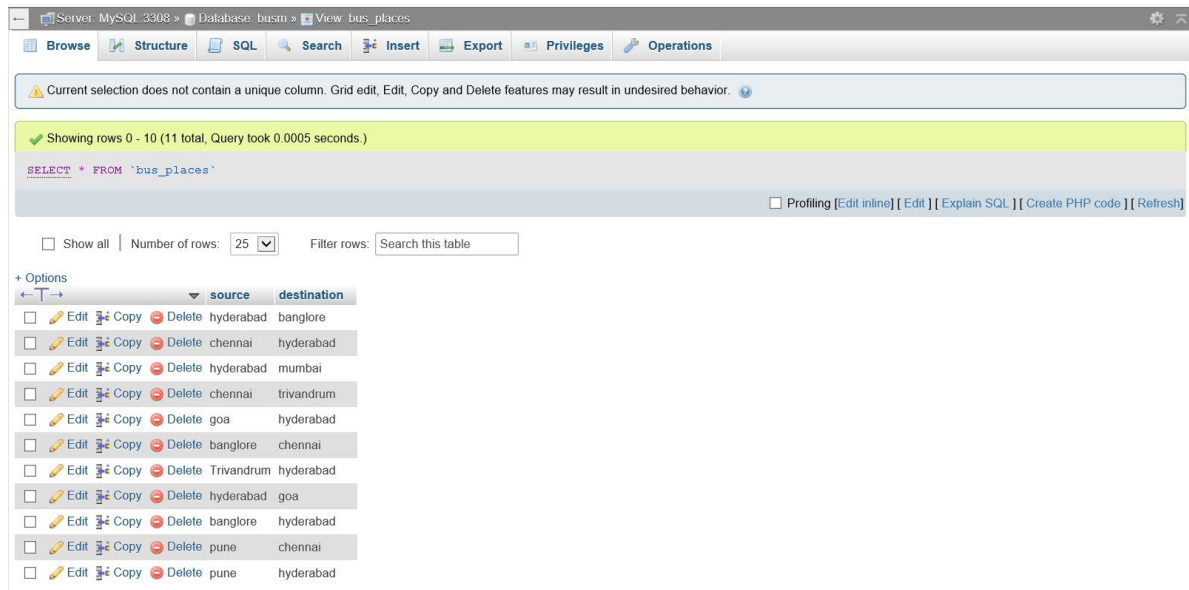 Server: MySQL:3308 » Database: busm » View: bus_places
Browse Structure SQL Search Insert Export Privileges Operations
Current selection does not contain a unique column. Grid edit, Edit, Copy and Delete features may result in undesired behavior.
Showing rows 0 - 10 (11 total, Query took 0.0005 seconds.)
SELECT * FROM `bus_places`
Profiling [Edit inline] [ Edit ] [ Explain SQL ] [ Create PHP code ] [ Refresh]
Show all | Number of rows: 25 Filter rows: Search this table
+ Options
←T→ source destination
Edit Copy Delete hyderabad banglore
Edit Copy Delete chennai hyderabad
Edit Copy Delete hyderabad mumbai
Edit Copy Delete chennai trivandrum
Edit Copy Delete goa hyderabad
Edit Copy Delete banglore chennai
Edit Copy Delete Trivandrum hyderabad
Edit Copy Delete hyderabad goa
Edit Copy Delete banglore hyderabad
Edit Copy Delete pune chennai
Edit Copy Delete pune hyderabad